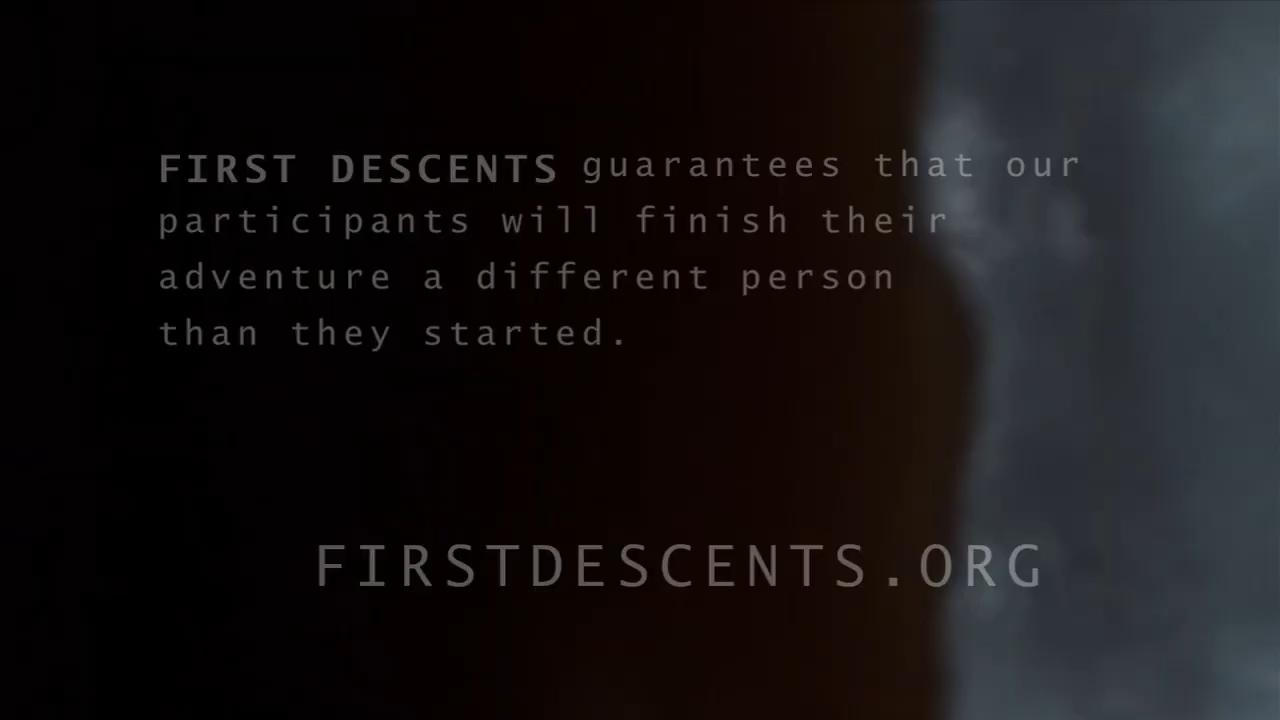 FIRST DESCENTS guarantees that our
participants will finish their
adventure a different person
than they started.
FIRSTDESCENTS.ORG